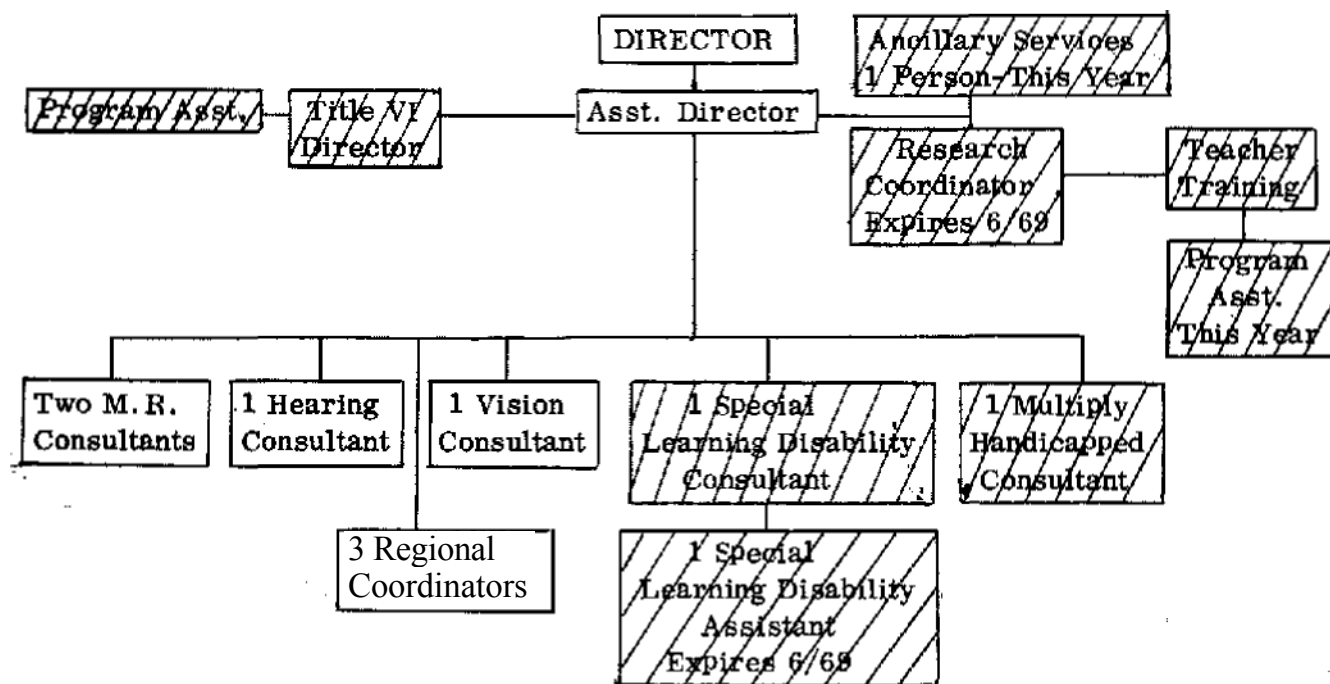 DIRECTOR
Ancillary Services
1 Person-This Year
Program Asst.
Title VI
Director
Asst. Director
Research
Coordinator
Expires 6/69
Teacher
Training
Program
Asst.
This Year
Two M.R.
Consultants
1 Hearing
Consultant
1 Vision
Consultant
1 Special
Learning Disability
Consultant
1 Multiply
Handicapped
Consultant
3 Regional
Coordinators
1 Special
Learning Disability
Assistant
Expires 6/69